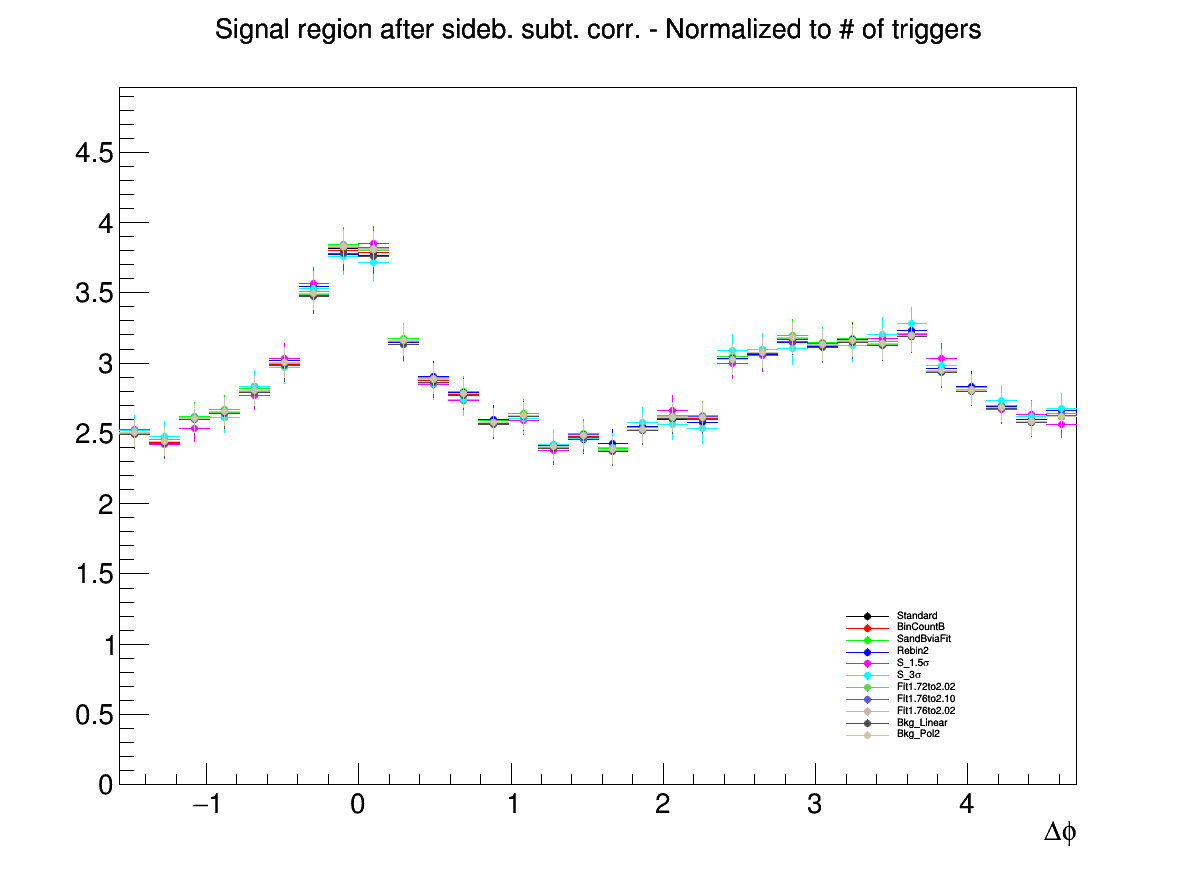 Signal region after sideb. subt. corr. - Normalized to # of triggers
4.5
4
3.5
3
2.5
2
1.5
1
0.5
0
−1 0 1 2 3 4
Δϕ
Standard
BinCountB
SandBviaFit
Rebin2
S_1.5σ
S_3σ
Fit1.72to2.02
Fit1.76to2.10
Fit1.76to2.02
Bkg_Linear
Bkg_Pol2